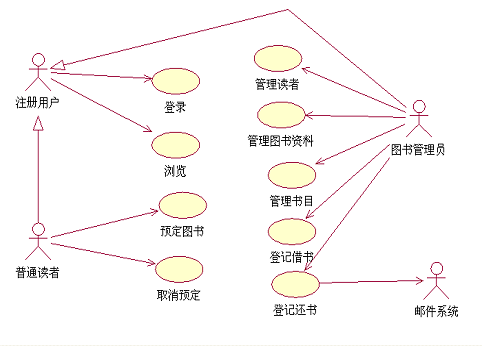 注册用户
登录
浏览
预定图书
普通读者
取消预定
管理读者
管理图书资料
图书管理员
管理书目
登记借书
登记还书
邮件系统